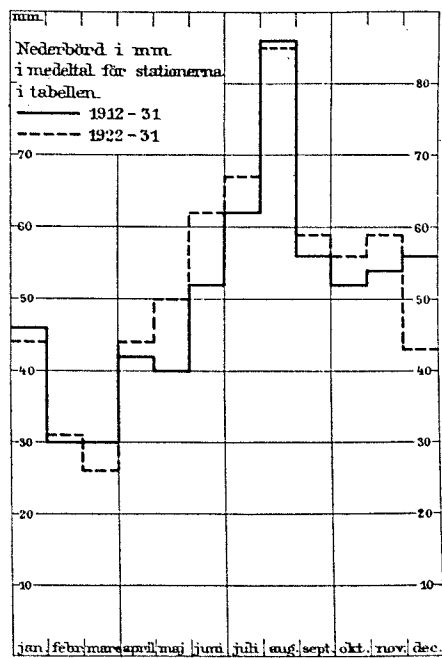 mm.
Nederbörd i mm.
i medeltal för stationerna
i tabellen.
1912-31
1922-31
80
70 70
60 60
50 50
40 40
30 30
20 20
10 10
jan. febr. mars april maj juni juli aug. sept. okt. nov. dec.